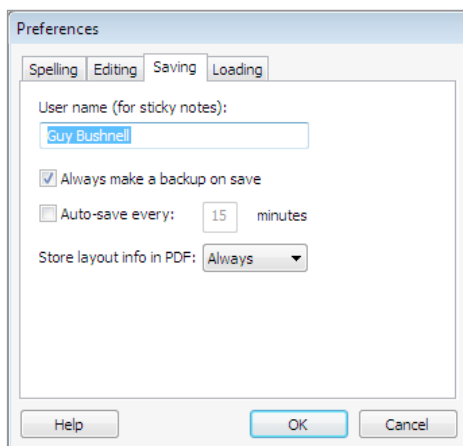 Preferences
Spelling Editing Saving Loading
User name (for sticky notes):
Guy Bushnell
Always make a backup on save
Auto-save every: 15 minutes
Store layout info in PDF: Always
Help OK Cancel